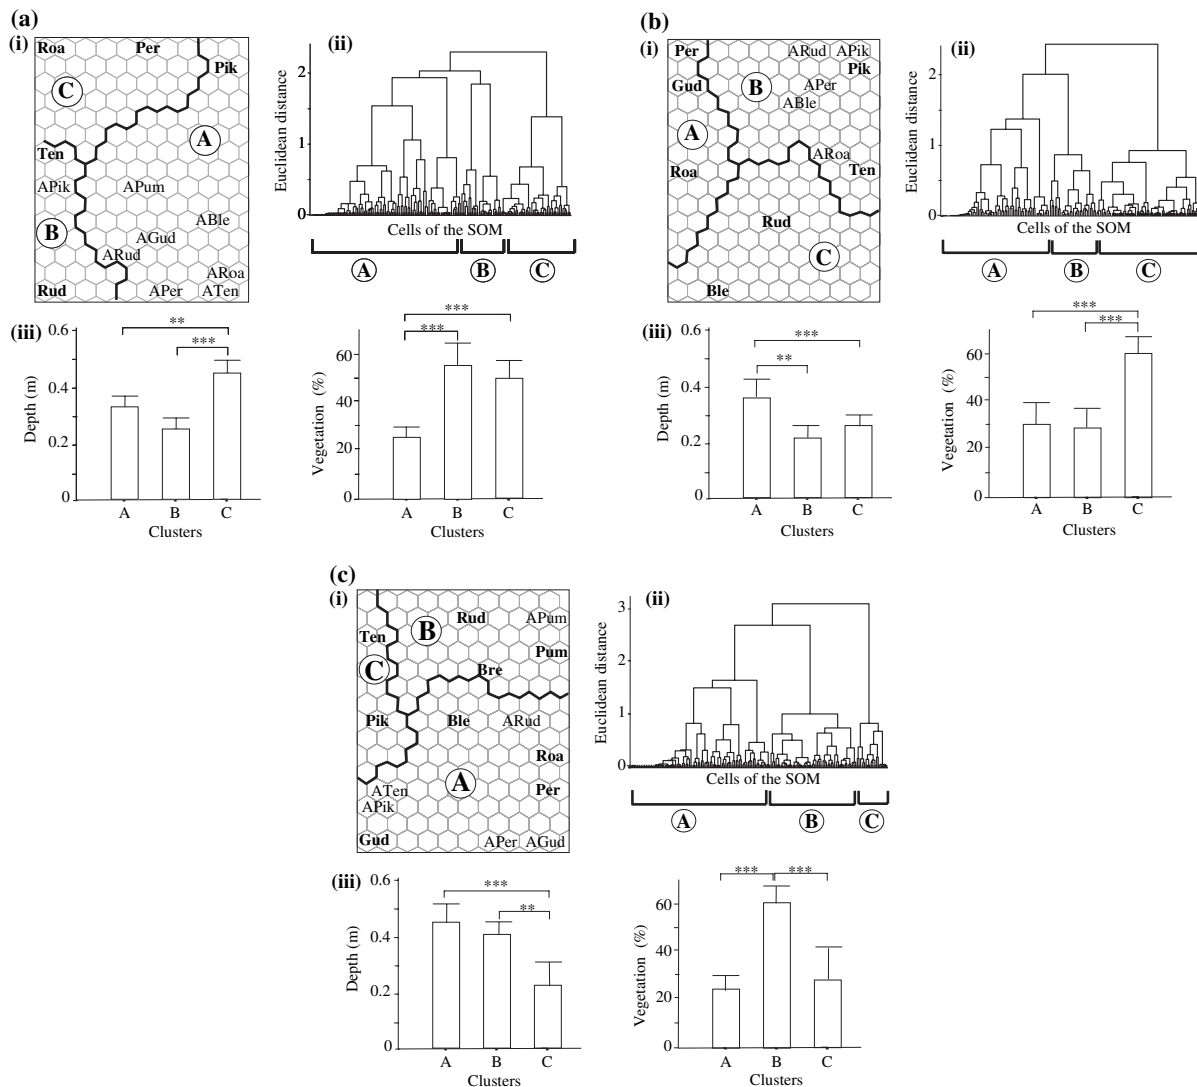 (a)
(i)
Roa Per
Pik
C
A
Ten
APik APum
ABle
B
AGud
ARud
ARoa
Rud APer ATen
(ii)
Euclidean distance
2
1
0
Cells of the SOM
A B C
(iii)
Depth (m)
0.6
0.4
0.2
0
**
***
A B C
Clusters
Vegetation (%)
60
40
20
0
***
***
A B C
Clusters
(b)
(i)
Per ARud APik
Pik
Gud B APer
ABle
A
ARoa
Roa Ten
Rud
C
Ble
(ii)
Euclidean distance
2
1
0
Cells of the SOM
A B C
(iii)
Depth (m)
0.6
0.4
0.2
0
***
**
A B C
Clusters
Vegetation (%)
60
40
20
0
***
***
A B C
Clusters
(c)
(i)
Rud APum
Ten B
Pum
C Bre
Pik Ble ARud
Roa
A
ATen Per
APik
Gud APer AGud
(ii)
Euclidean distance
3
2
1
0
Cells of the SOM
A B C
(iii)
Depth (m)
0.6
0.4
0.2
0
***
**
A B C
Clusters
Vegetation (%)
60
40
20
0
*** ***
A B C
Clusters